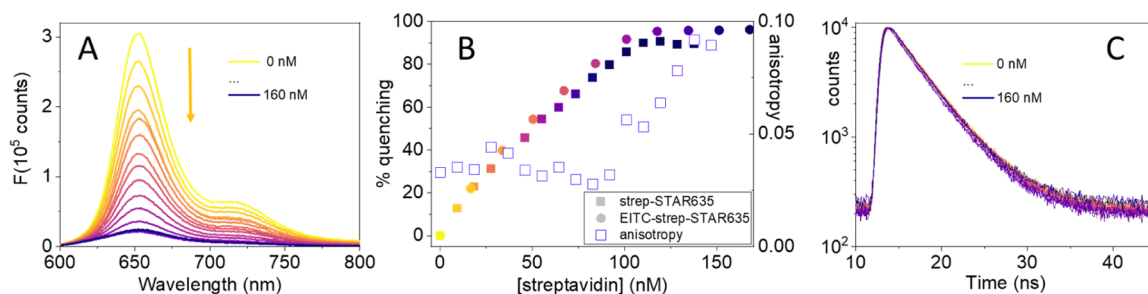 A
0 nM
...
160 nM
F(10⁵ counts)
3
2
1
0
600
650
700
750
800
Wavelength (nm)
B
% quenching
100
80
60
40
20
0
0
50
100
150
[streptavidin] (nM)
strep-STAR635
EITC-strep-STAR635
anisotropy
0.10
0.05
0.00
anisotropy
C
0 nM
...
160 nM
counts
10⁴
10³
10²
10
20
30
40
Time (ns)